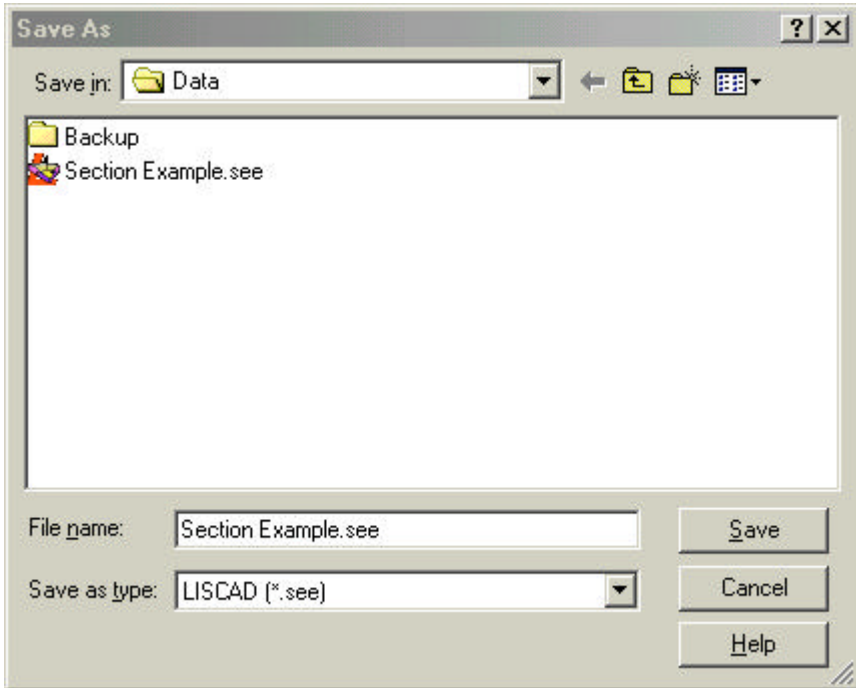 Save As
Save in: Data
Backup
Section Example.see
File name: Section Example.see
Save
Save as type: LISCAD (*.see)
Cancel
Help